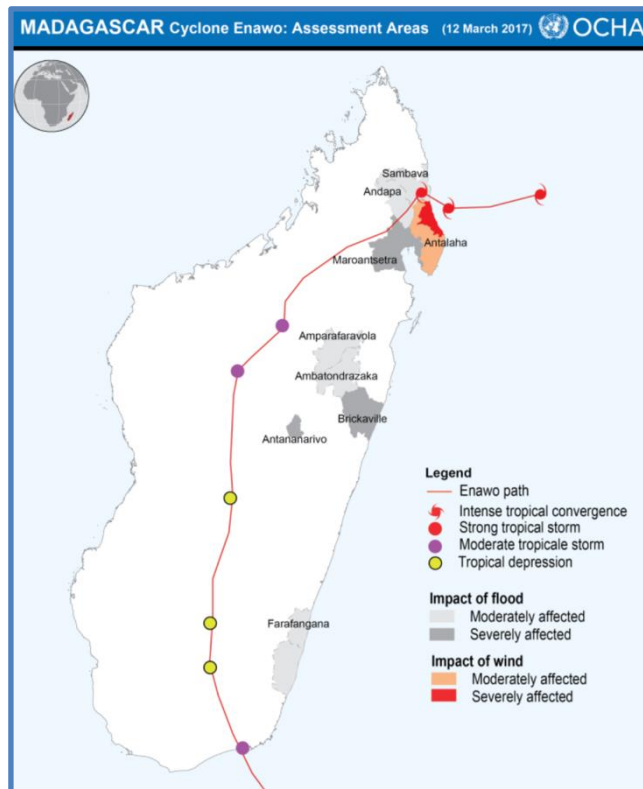 MADAGASCAR Cyclone Enawo: Assessment Areas (12 March 2017) OCHA
Sambava
Andapa
Antalaha
Maroantsetra
Amparafaravola
Ambatondrazaka
Brickaville
Antananarivo
Farafangana
Legend
Enawo path
Intense tropical convergence
Strong tropical storm
Moderate tropicale storm
Tropical depression
Impact of flood
Moderately affected
Severely affected
Impact of wind
Moderately affected
Severely affected